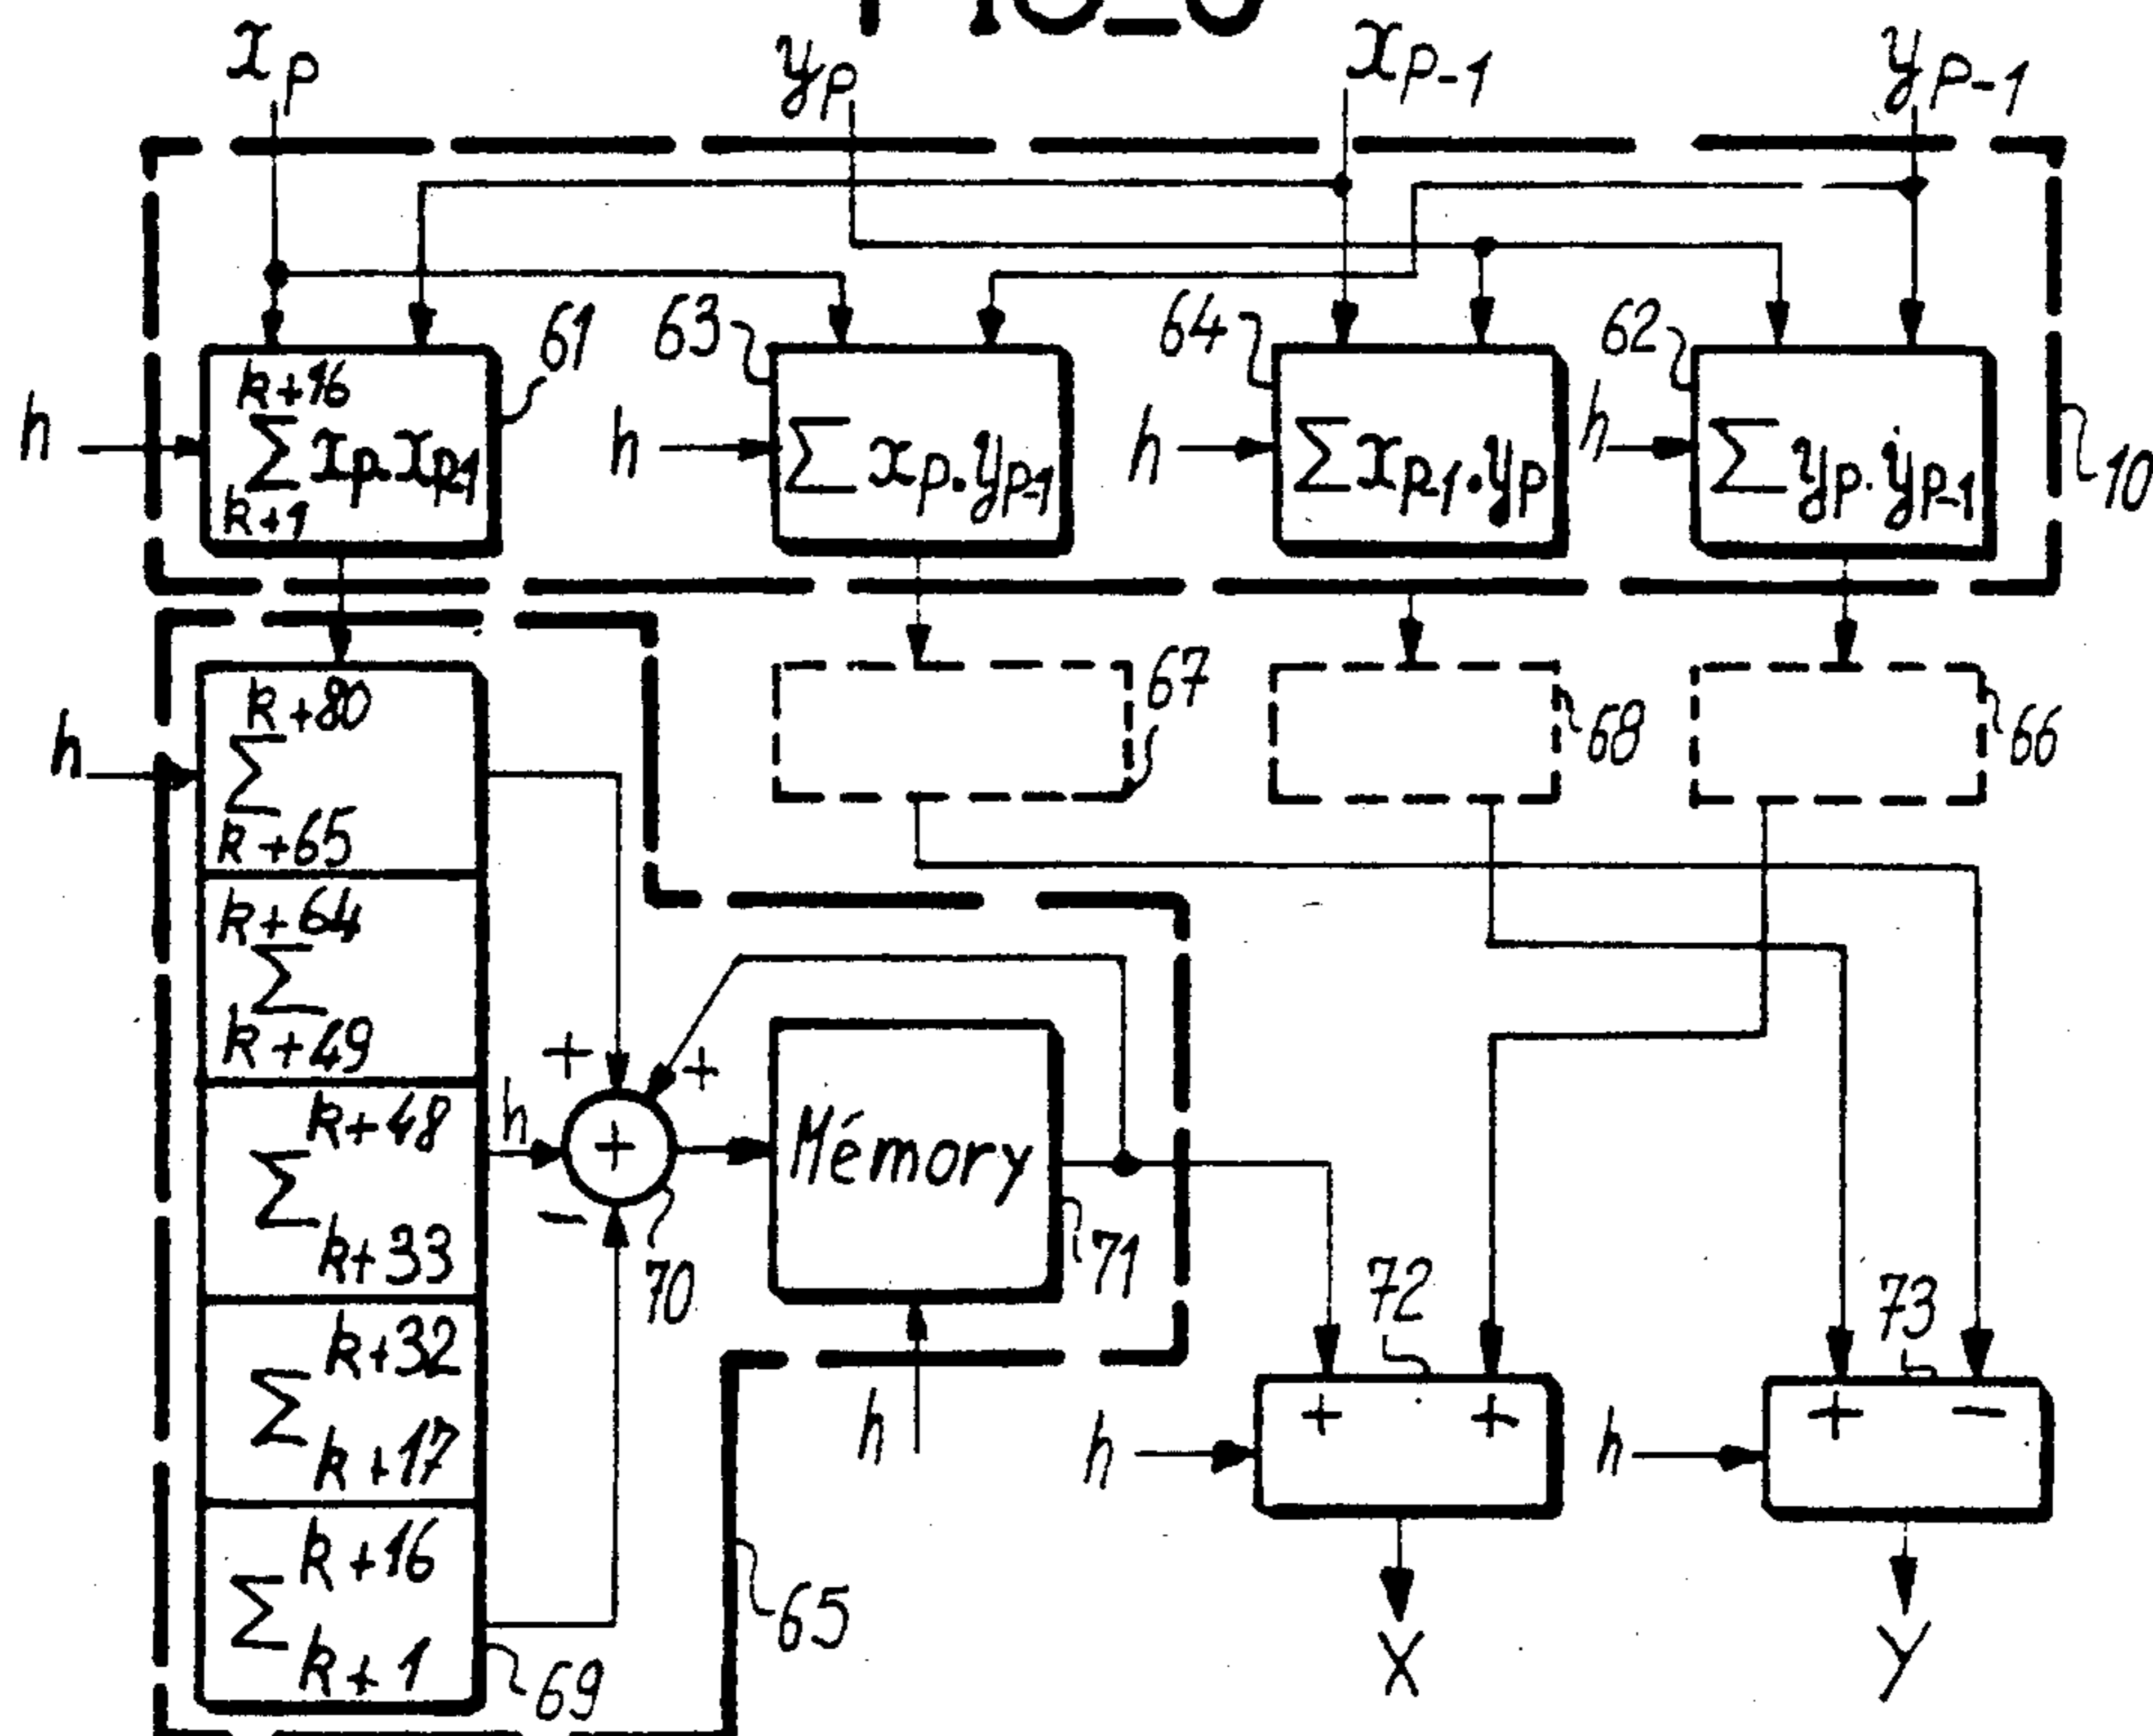 x_p
y_p
x_p-1
y_p-1
61
63
64
62
10
h
k+16
Σ x_p.x_p-1
k+1
h
Σ x_p.y_p-1
h
Σ x_p-1.y_p
h
Σ y_p.y_p-1
h
k+80
Σ
k+65
67
68
66
k+64
Σ
k+49
k+48
Σ
k+33
h
+
+
+
-
70
Mémory
71
h
k+32
Σ
k+17
k+16
Σ
k+1
69
65
72
h
+ +
X
73
h
+ -
Y